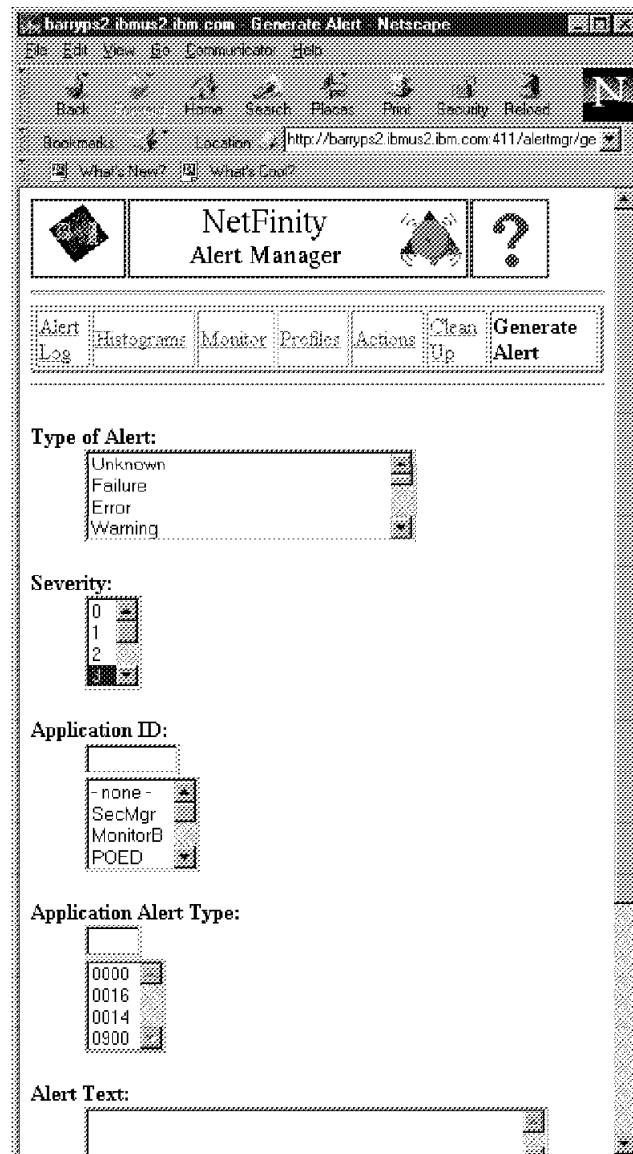 barryps2.ibmus2.ibm.com - Generate Alert - Netscape
File Edit View Go Communicator Help
Back Home Search Places Print Security Reload
N
Bookmarks Location: http://barryps2.ibmus2.ibm.com:411/alertmgr/ge
What's New? What's Cool?
NetFinity
Alert Manager
?
Alert Log Histograms Monitor Profiles Actions Clean Up Generate Alert
Type of Alert:
Unknown
Failure
Error
Warning
Severity:
0
1
2
3
Application ID:
- none -
SecMgr
MonitorB
POED
Application Alert Type:
0000
0016
0014
0900
Alert Text: